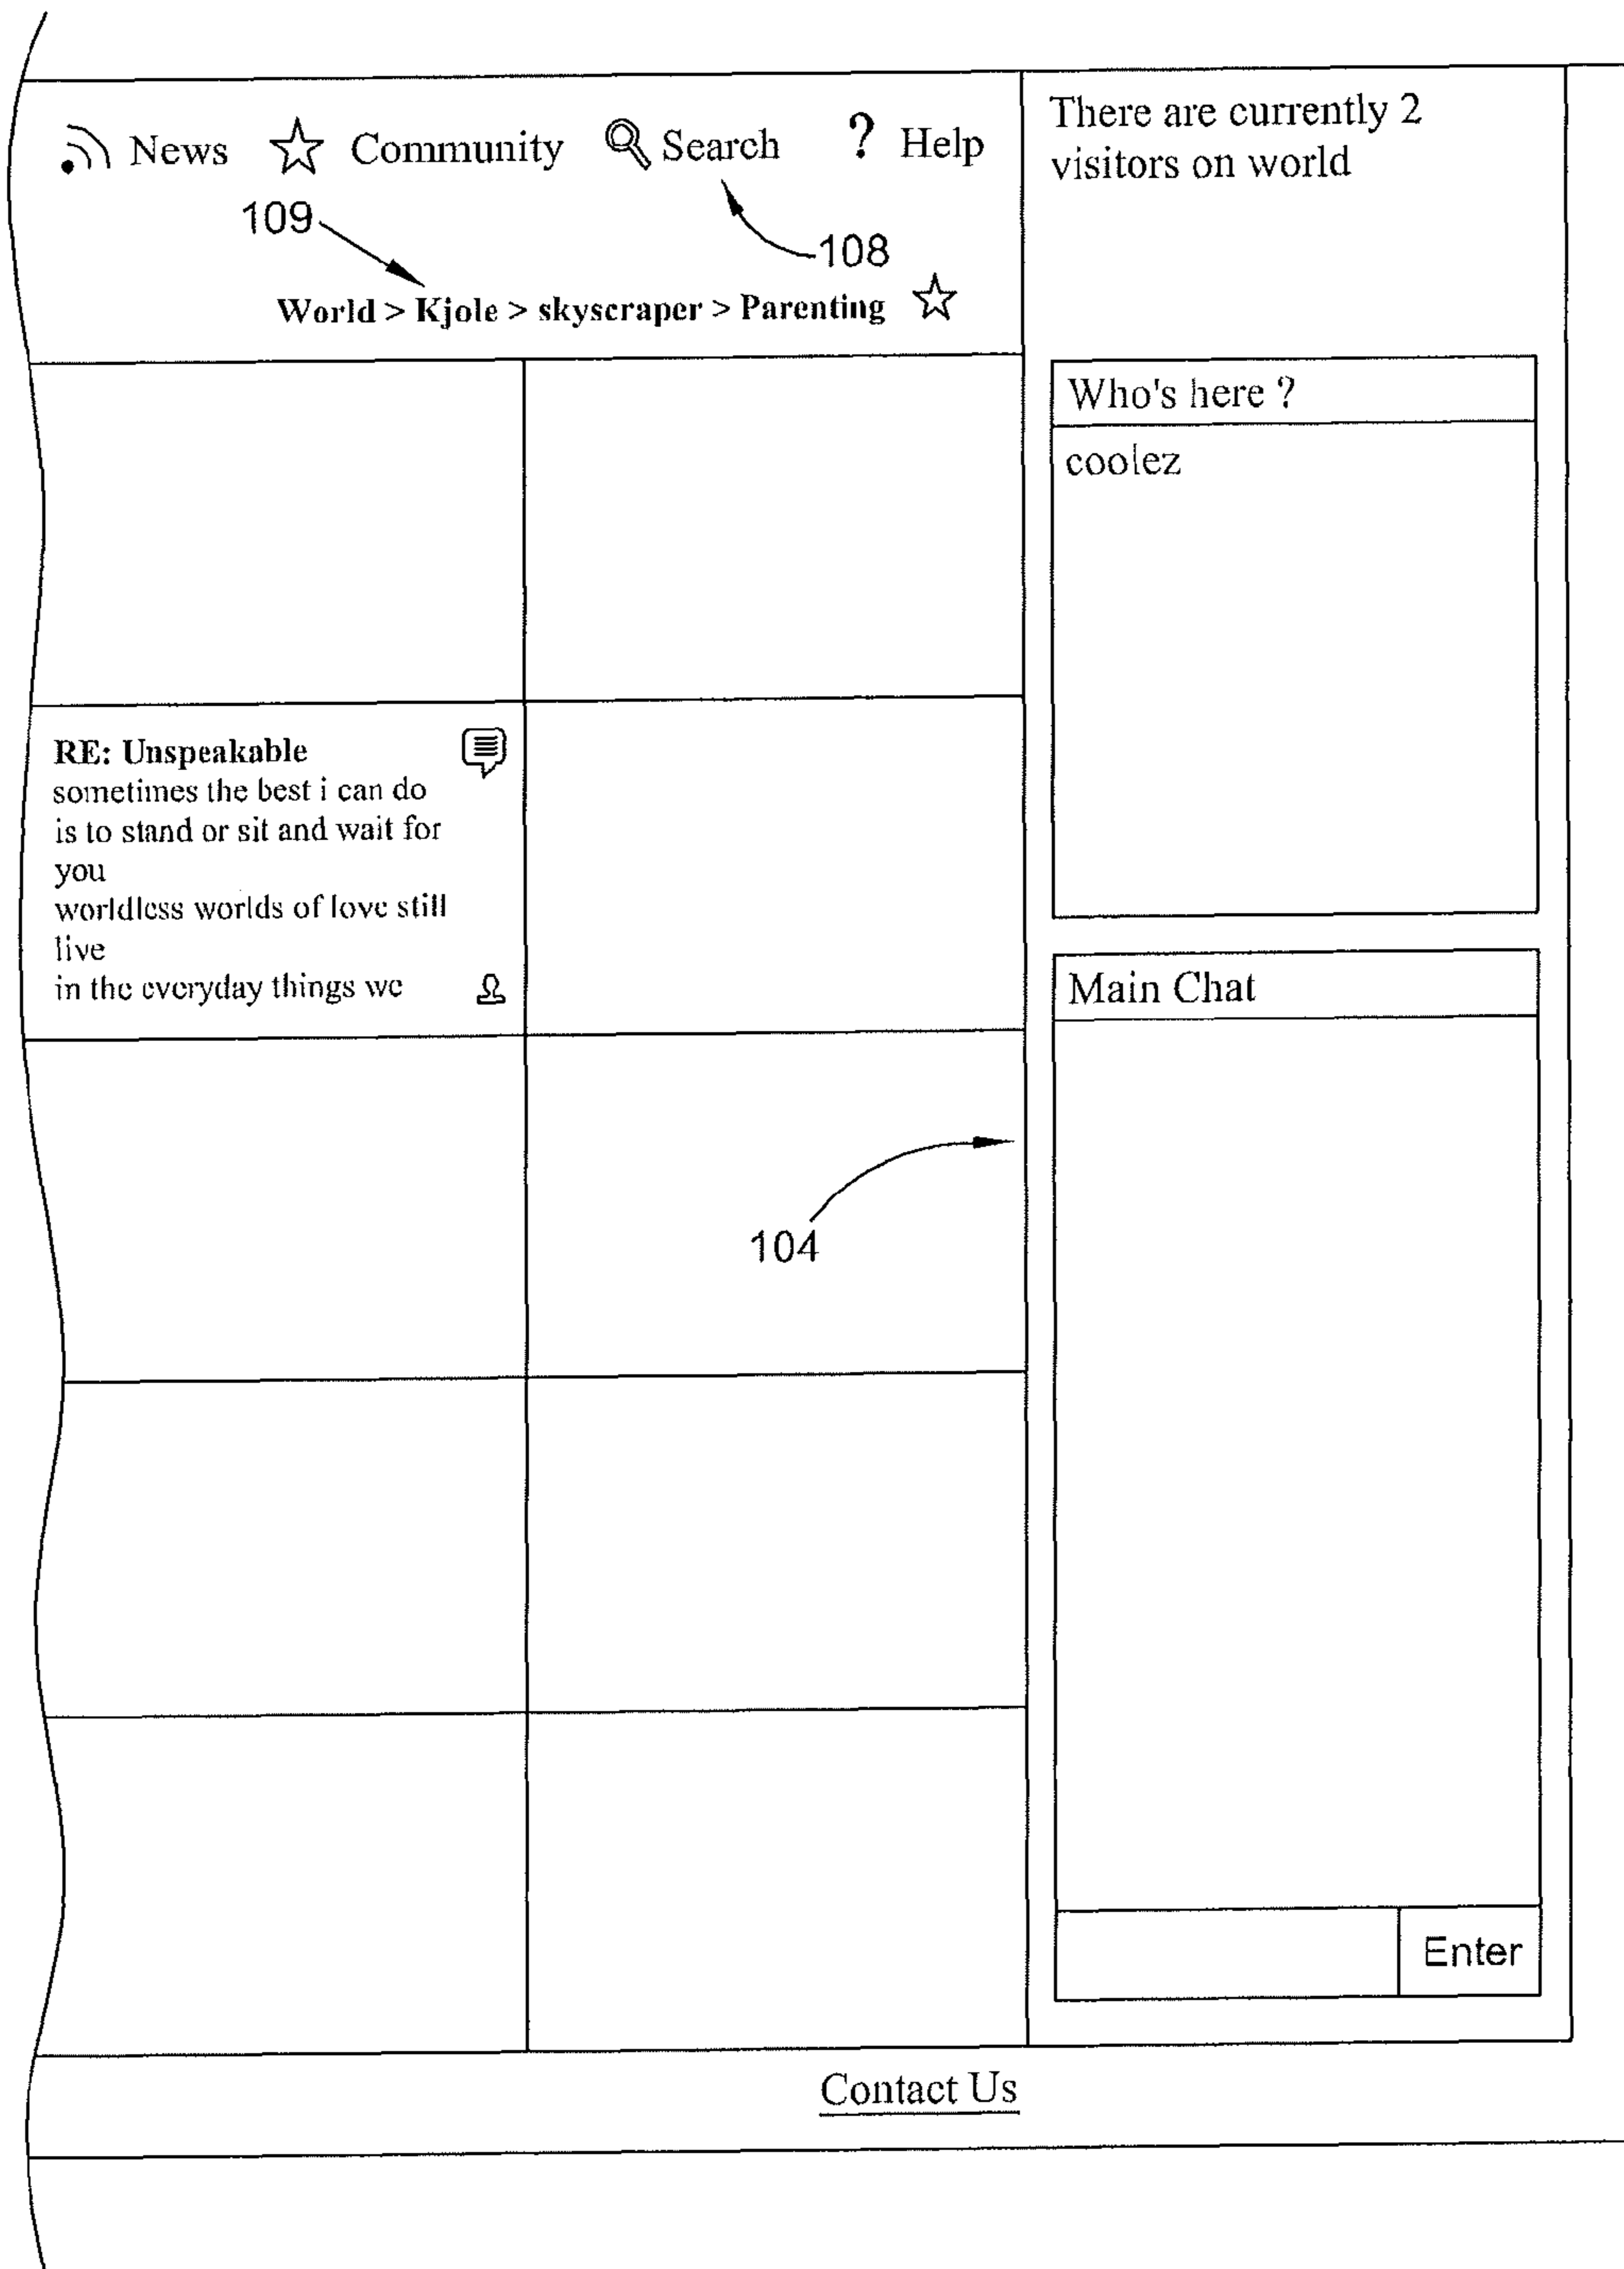 News Community Search ? Help
109
108
World > Kjole > skyscraper > Parenting
There are currently 2
visitors on world
Who's here ?
coolez
RE: Unspeakable
sometimes the best i can do
is to stand or sit and wait for
you
worldless worlds of love still
live
in the everyday things we
104
Main Chat
Enter
Contact Us